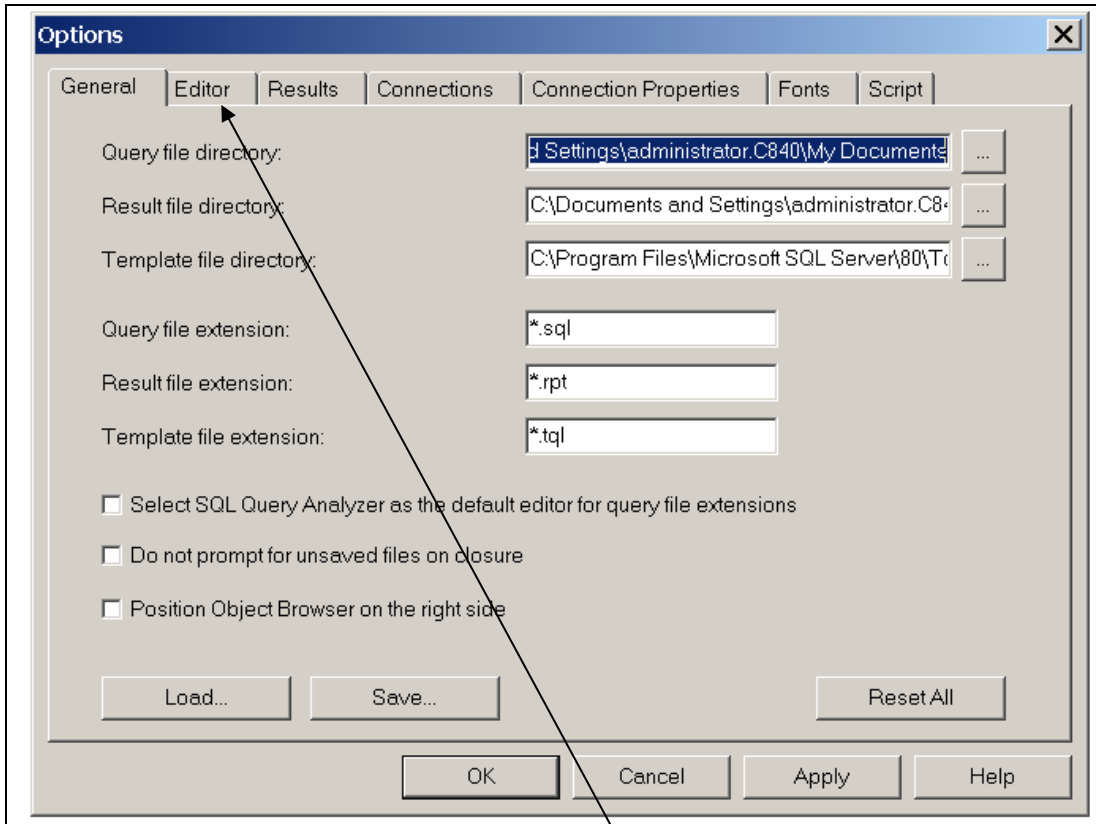 Options
General Editor Results Connections Connection Properties Fonts Script
Query file directory: d Settings\administrator.C840\My Documents ...
Result file directory: C:\Documents and Settings\administrator.C84 ...
Template file directory: C:\Program Files\Microsoft SQL Server\80\To ...
Query file extension: *.sql
Result file extension: *.rpt
Template file extension: *.tql
Select SQL Query Analyzer as the default editor for query file extensions
Do not prompt for unsaved files on closure
Position Object Browser on the right side
Load... Save... Reset All
OK Cancel Apply Help